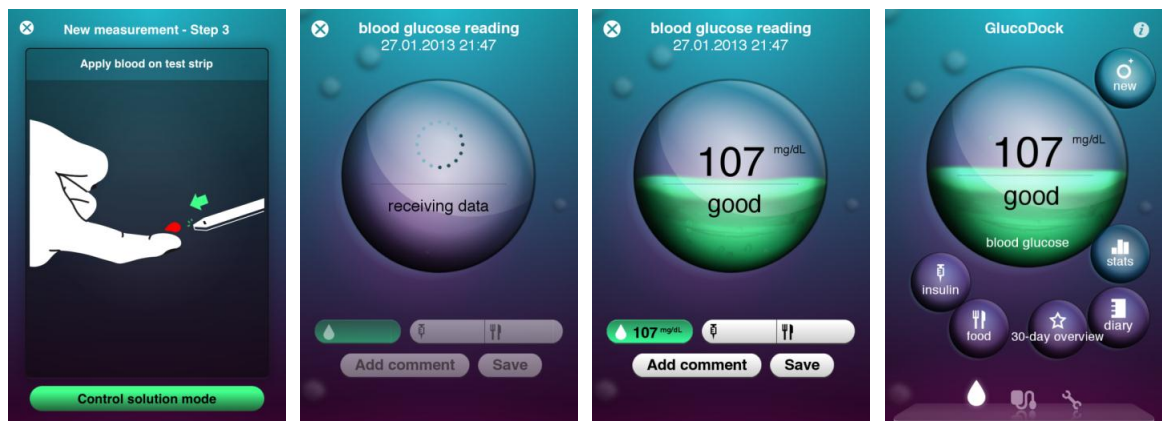 New measurement - Step 3
Apply blood on test strip
Control solution mode
blood glucose reading
27.01.2013 21:47
receiving data
Add comment
Save
blood glucose reading
27.01.2013 21:47
107 mg/dL
good
107 mg/dL
Add comment
Save
GlucoDock
i
new
107 mg/dL
good
blood glucose
stats
insulin
diary
food
30-day overview